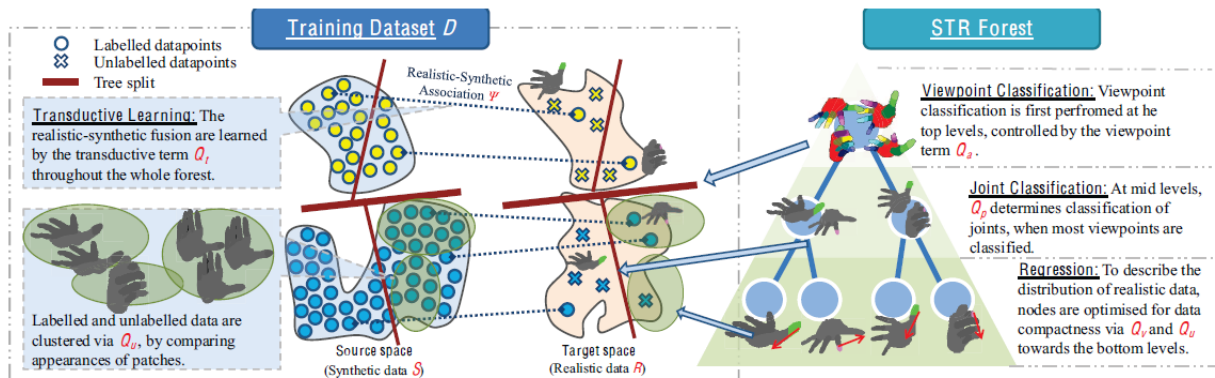 Training Dataset D
STR Forest
Labelled datapoints
Unlabelled datapoints
Tree split
Realistic-Synthetic
Association Ψ
Transductive Learning: The
realistic-synthetic fusion are learned
by the transductive term Qt
throughout the whole forest.
Labelled and unlabelled data are
clustered via Qu, by comparing
appearances of patches.
Source space
(Synthetic data S)
Target space
(Realistic data R)
Viewpoint Classification: Viewpoint
classification is first perfromed at he
top levels, controlled by the viewpoint
term Qa.
Joint Classification: At mid levels,
Qp determines classification of
joints, when most viewpoints are
classified.
Regression: To describe the
distribution of realistic data,
nodes are optimised for data
compactness via Qv and Qu
towards the bottom levels.